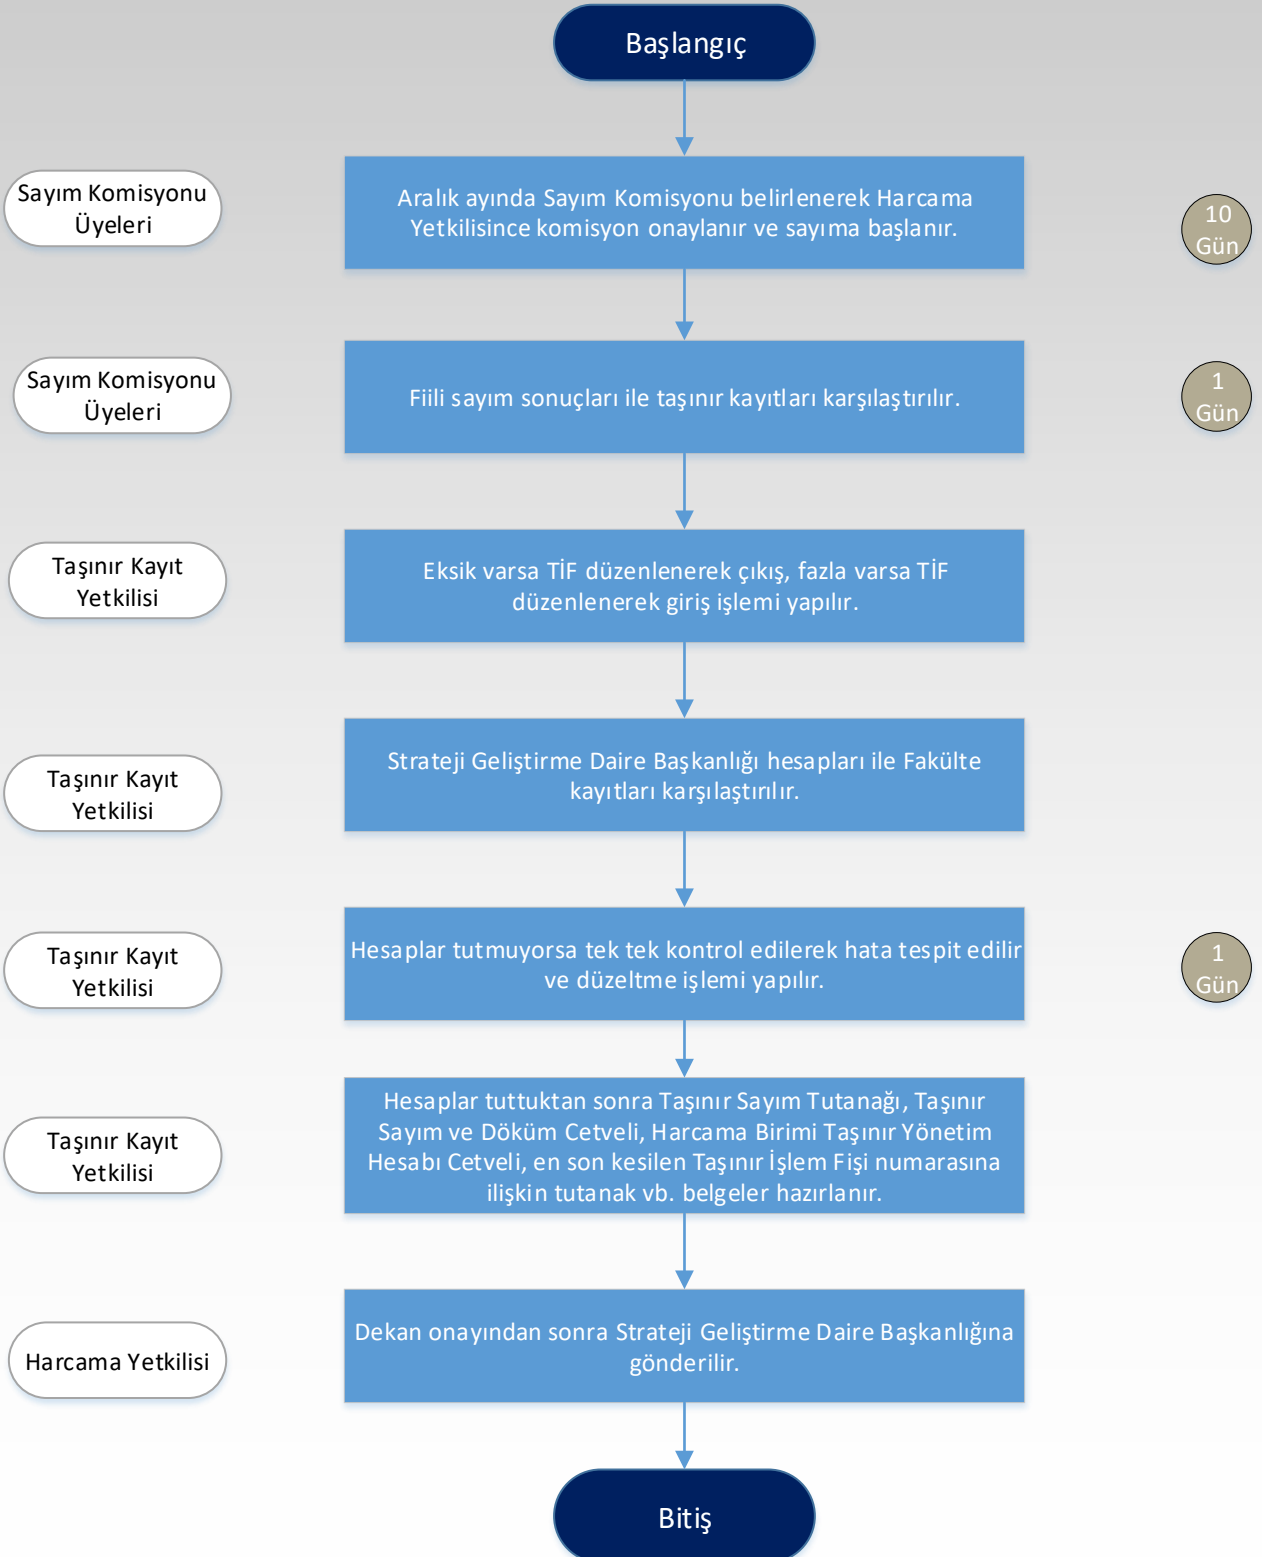 Başlangıç
Sayım Komisyonu
Üyeleri
Aralık ayında Sayım Komisyonu belirlenerek Harcama
Yetkilisince komisyon onaylanır ve sayıma başlanır.
10
Gün
Sayım Komisyonu
Üyeleri
Fiili sayım sonuçları ile taşınır kayıtları karşılaştırılır.
1
Gün
Taşınır Kayıt
Yetkilisi
Eksik varsa TİF düzenlenerek çıkış, fazla varsa TİF
düzenlenerek giriş işlemi yapılır.
Taşınır Kayıt
Yetkilisi
Strateji Geliştirme Daire Başkanlığı hesapları ile Fakülte
kayıtları karşılaştırılır.
Taşınır Kayıt
Yetkilisi
Hesaplar tutmuyorsa tek tek kontrol edilerek hata tespit edilir
ve düzeltme işlemi yapılır.
1
Gün
Taşınır Kayıt
Yetkilisi
Hesaplar tuttuktan sonra Taşınır Sayım Tutanağı, Taşınır
Sayım ve Döküm Cetveli, Harcama Birimi Taşınır Yönetim
Hesabı Cetveli, en son kesilen Taşınır İşlem Fişi numarasına
ilişkin tutanak vb. belgeler hazırlanır.
Harcama Yetkilisi
Dekan onayından sonra Strateji Geliştirme Daire Başkanlığına
gönderilir.
Bitiş